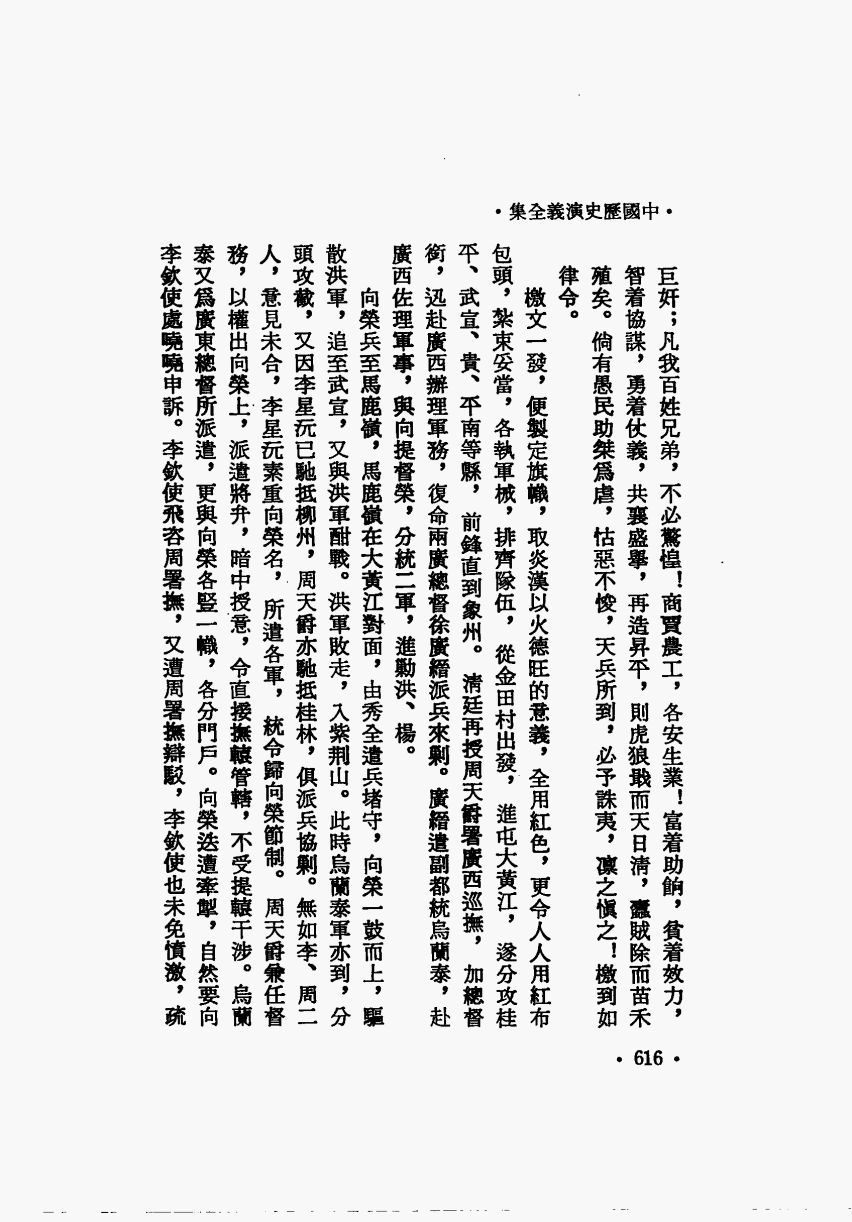 •中國歷史演義全集•
巨奸；凡我百姓兄弟，不必驚惶！商賈農工，各安生業！富着助餉，貧着效力，
智着協謀，勇着仗義，共襄盛舉，再造昇平，則虎狼戢而天日清，蠹賊除而苗禾
殖矣。倘有愚民助桀爲虐，怙惡不悛，天兵所到，必予誅夷，凜之愼之！檄到如
律令。
檄文一發，便製定旗幟，取炎漢以火德旺的意義，全用紅色，更令人人用紅布
包頭，紮束妥當，各執軍械，排齊隊伍，從金田村出發，進屯大黃江，遂分攻桂
平、武宣、貴、平南等縣，前鋒直到象州。淸廷再授周天爵署廣西巡撫，加總督
銜，迅赴廣西辦理軍務，復命兩廣總督徐廣縉派兵來剿。廣縉遣副都統烏蘭泰，赴
廣西佐理軍事，與向提督榮，分統二軍，進勦洪、楊。
向榮兵至馬鹿嶺，馬鹿嶺在大黃江對面，由秀全遣兵堵守，向榮一鼓而上，驅
散洪軍，追至武宣，又與洪軍酣戰。洪軍敗走，入紫荆山。此時烏蘭泰軍亦到，分
頭攻截，又因李星沅已馳抵柳州，周天爵亦馳抵桂林，俱派兵協剿。無如李、周二
人，意見未合，李星沅素重向榮名，所遣各軍，統令歸向榮節制。周天爵兼任督
務，以權出向榮上，派遣將弁，暗中授意，令直接撫轅管轄，不受提轅干涉。烏蘭
泰又爲廣東總督所派遣，更與向榮各豎一幟，各分門戶。向榮迭遭牽掣，自然要向
李欽使處嘵嘵申訴。李欽使飛咨周署撫，又遭周署撫辯駁，李欽使也未免憤激，疏
•616•